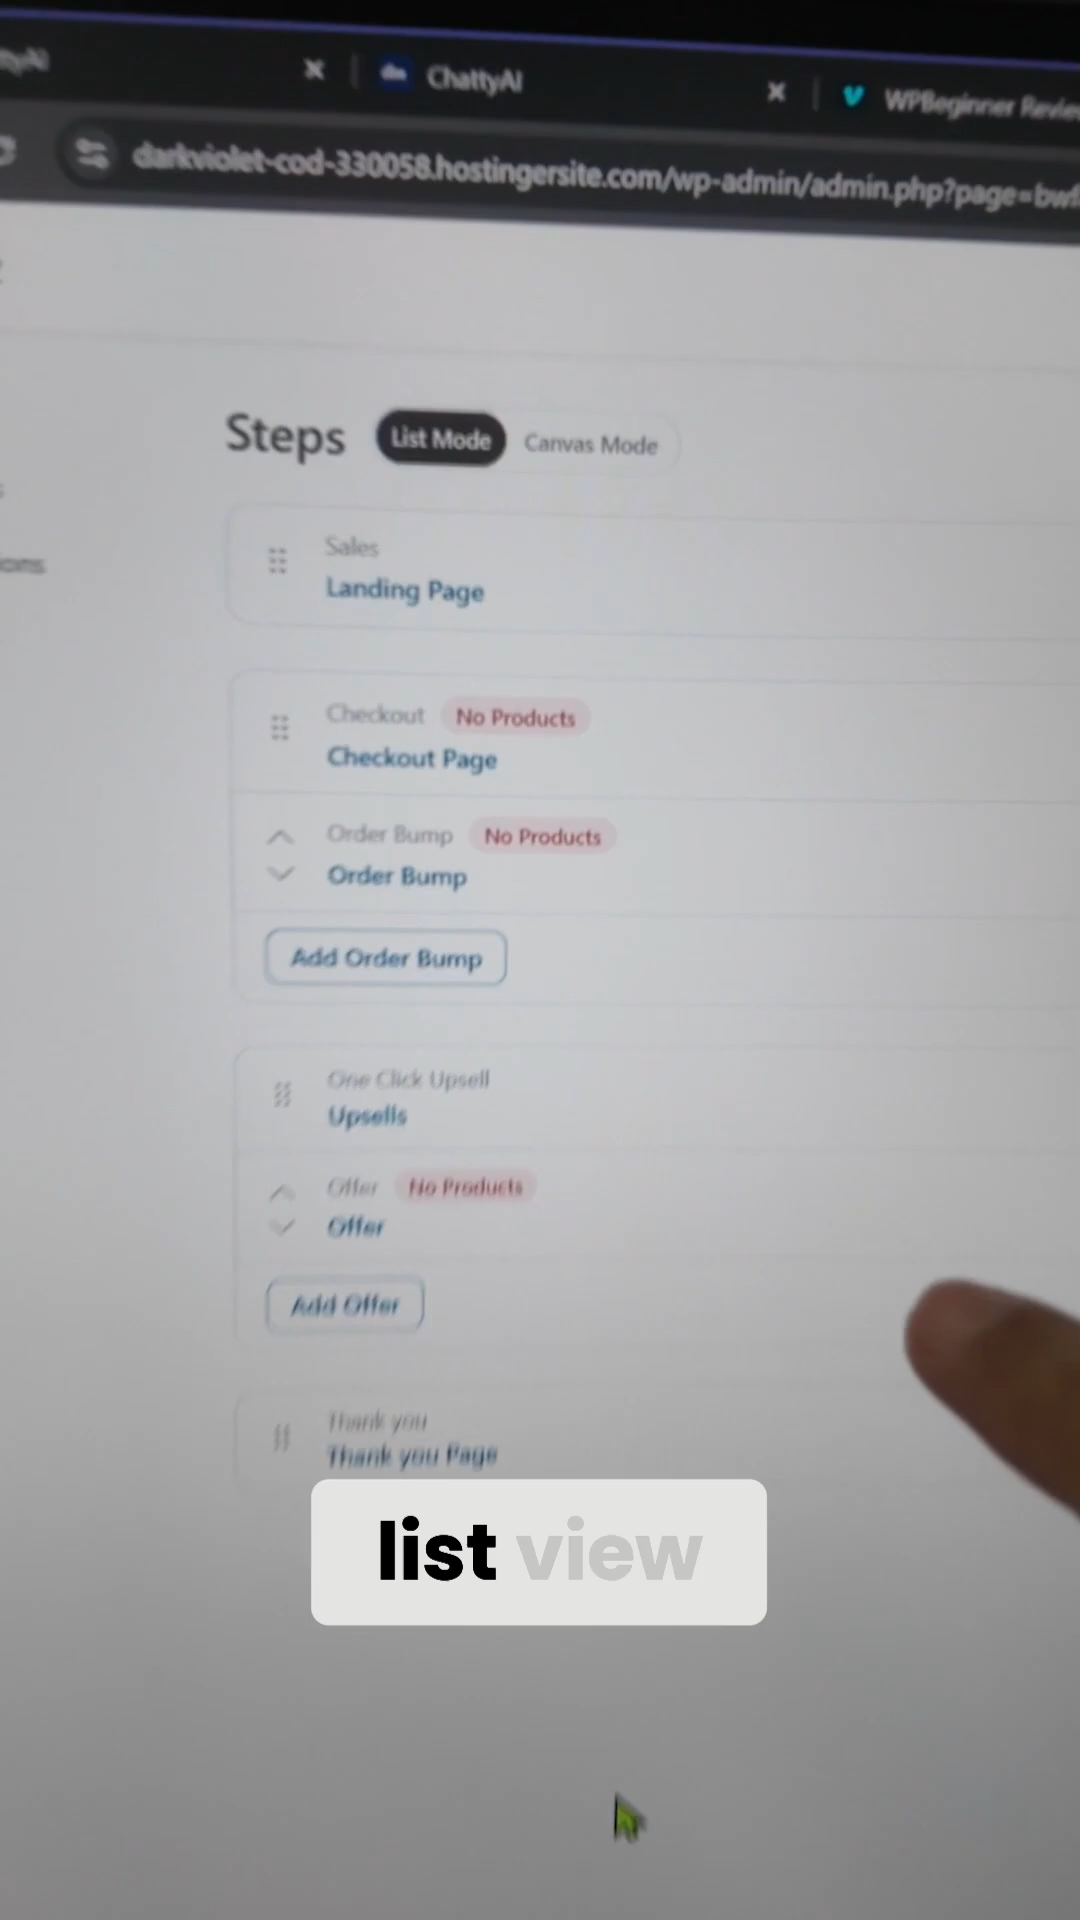 ChattyAI
WPBeginner
darkviolet-cod-330058.hostingersite.com/wp-admin/admin.php?page=bwf
Steps
List Mode
Canvas Mode
Sales
Landing Page
Checkout
No Products
Checkout Page
Order Bump
No Products
Order Bump
Add Order Bump
One Click Upsell
Upsells
Offer
No Products
Offer
Add Offer
Thank you
Thank you Page
list view